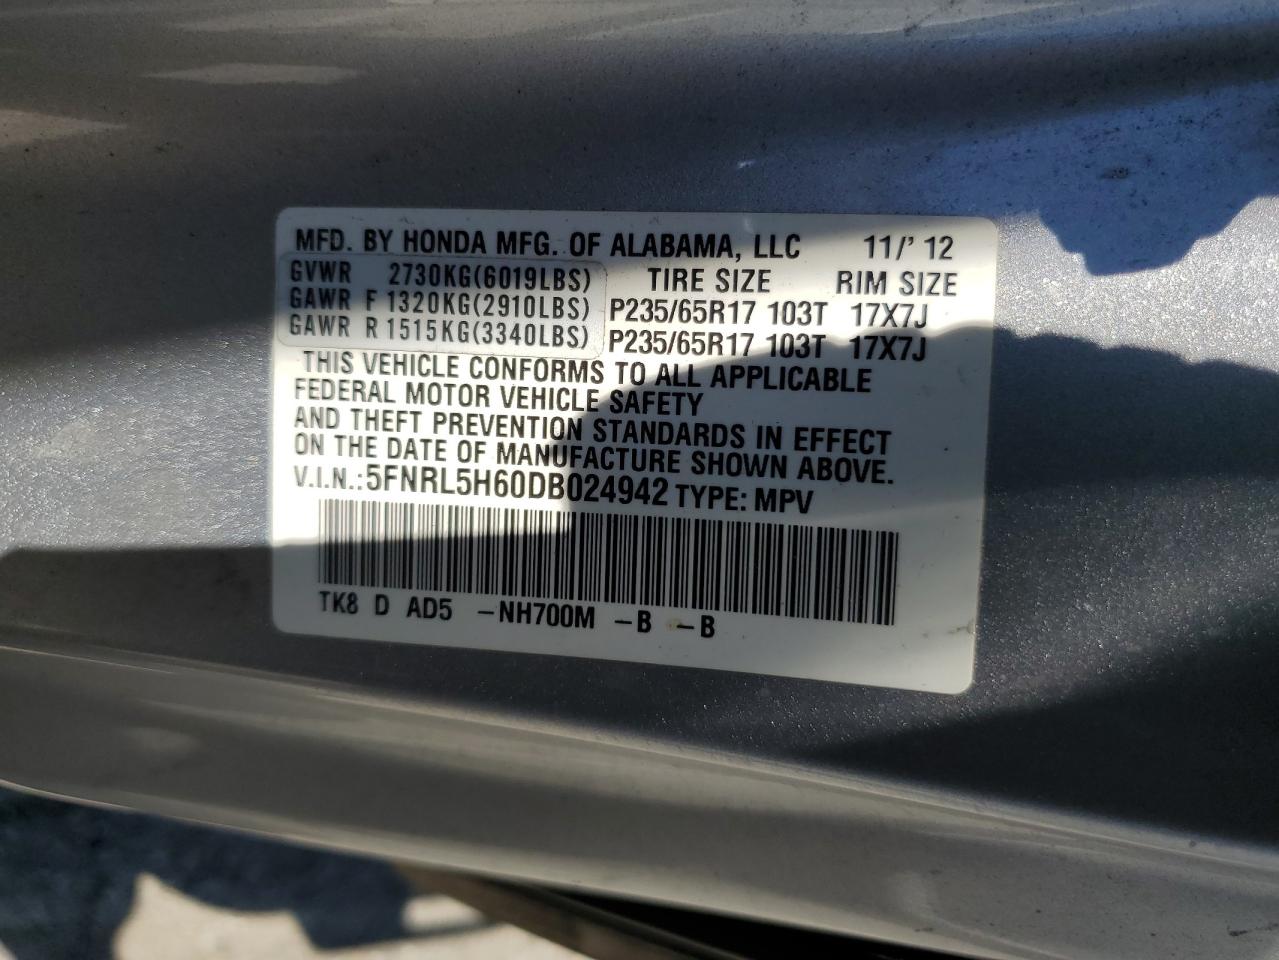 MFD. BY HONDA MFG. OF ALABAMA, LLC 11/'12
GVWR 2730KG(6019LBS) TIRE SIZE RIM SIZE
GAWR F 1320KG(2910LBS) P235/65R17 103T 17X7J
GAWR R 1515KG(3340LBS) P235/65R17 103T 17X7J
THIS VEHICLE CONFORMS TO ALL APPLICABLE
FEDERAL MOTOR VEHICLE SAFETY
AND THEFT PREVENTION STANDARDS IN EFFECT
ON THE DATE OF MANUFACTURE SHOWN ABOVE.
V.I.N.:5FNRL5H60DB024942 TYPE: MPV
TK8 D AD5 -NH700M -B -B